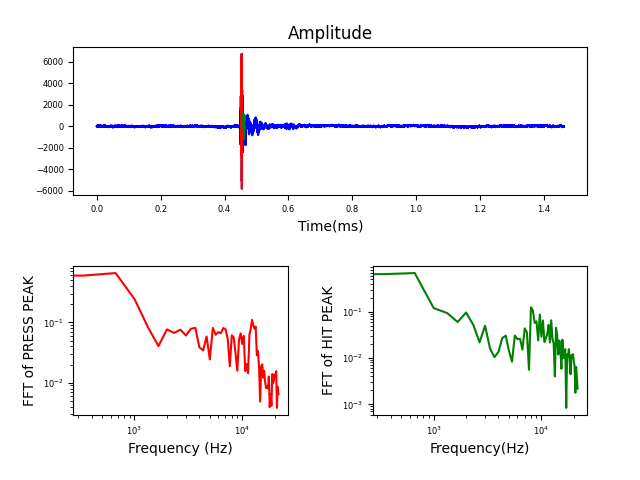 Amplitude
6000
4000
2000
0
−2000
−4000
−6000
0.0 0.2 0.4 0.6 0.8 1.0 1.2 1.4
Time(ms)
FFT of PRESS PEAK
10⁻¹
10⁻²
10³ 10⁴
Frequency (Hz)
FFT of HIT PEAK
10⁻¹
10⁻²
10⁻³
10³ 10⁴
Frequency(Hz)